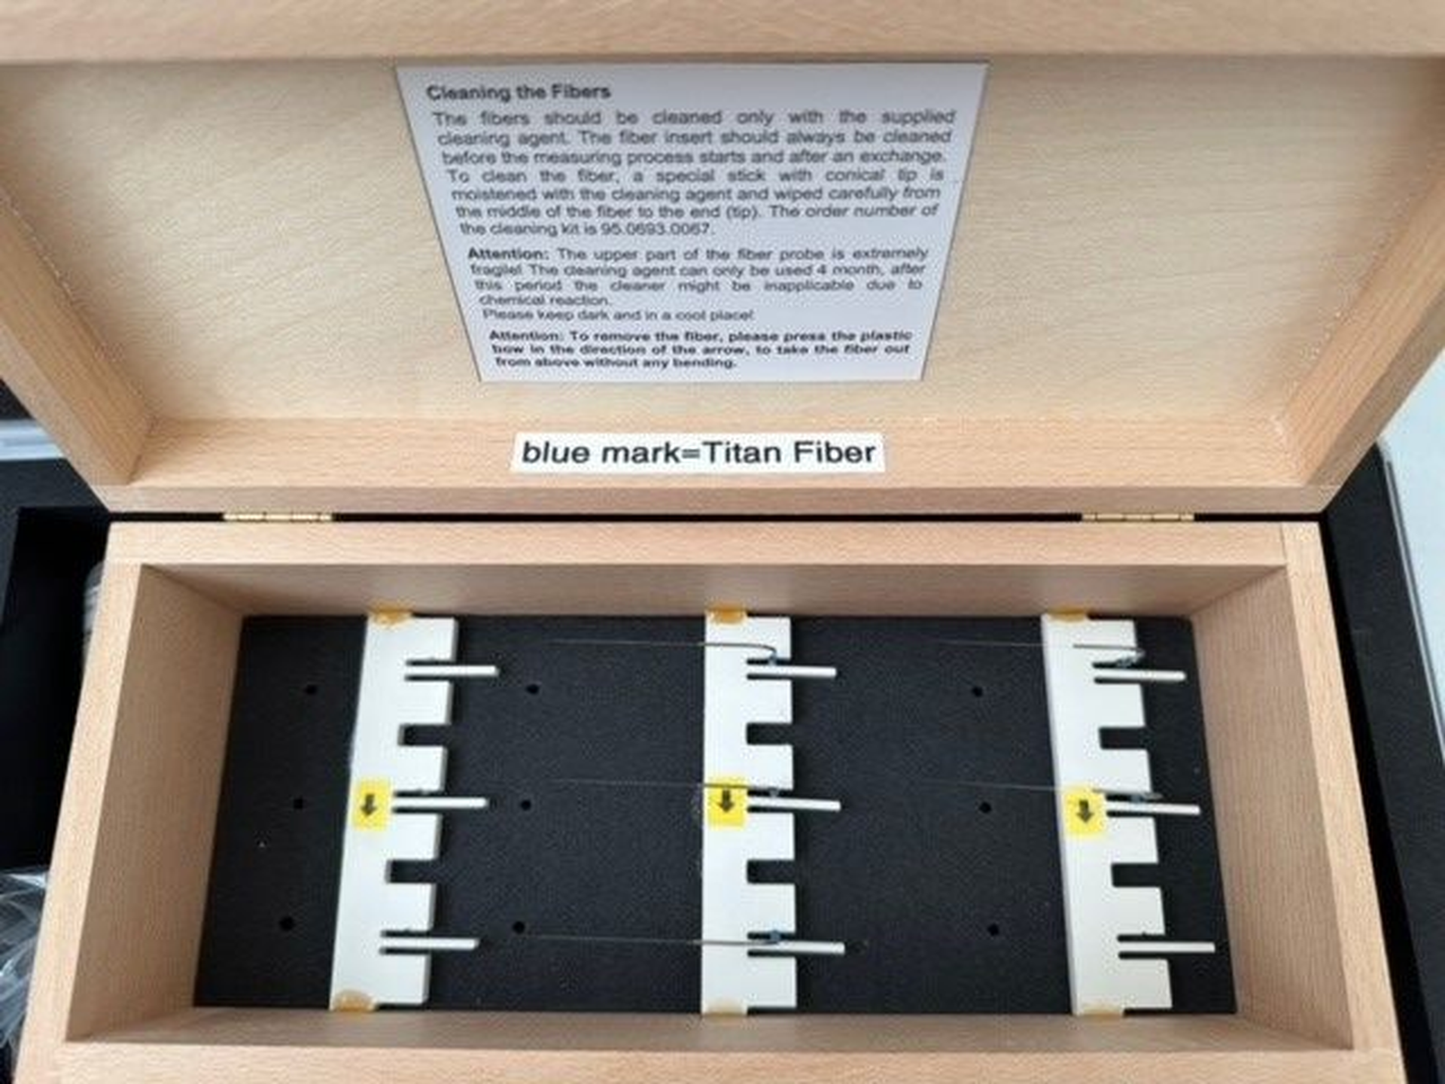 Cleaning the Fibers
The fibers should be cleaned only with the supplied
cleaning agent. The fiber insert should always be cleaned
before the measuring process starts and after an exchange.
To clean the fiber, a special stick with conical tip is
moistened with the cleaning agent and wiped carefully from
the middle of the fiber to the end (tip). The order number of
the cleaning kit is 95.0693.0067.
Attention: The upper part of the fiber probe is extremely
fragile! The cleaning agent can only be used 4 month, after
this period the cleaner might be inapplicable due to
chemical reaction.
Please keep dark and in a cool place!
Attention: To remove the fiber, please press the plastic
bow in the direction of the arrow, to take the fiber out
from above without any bending.
blue mark=Titan Fiber